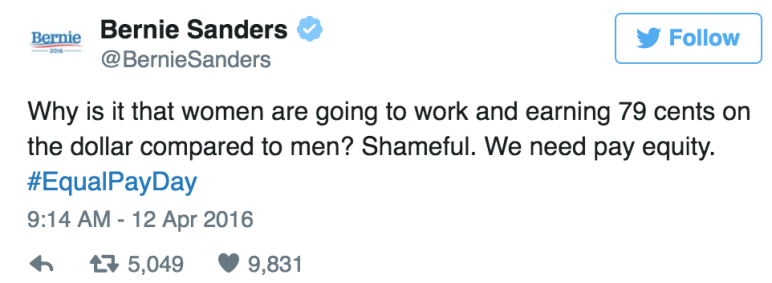 Bernie
2016
Bernie Sanders
@BernieSanders
Follow
Why is it that women are going to work and earning 79 cents on
the dollar compared to men? Shameful. We need pay equity.
#EqualPayDay
9:14 AM - 12 Apr 2016
5,049 9,831